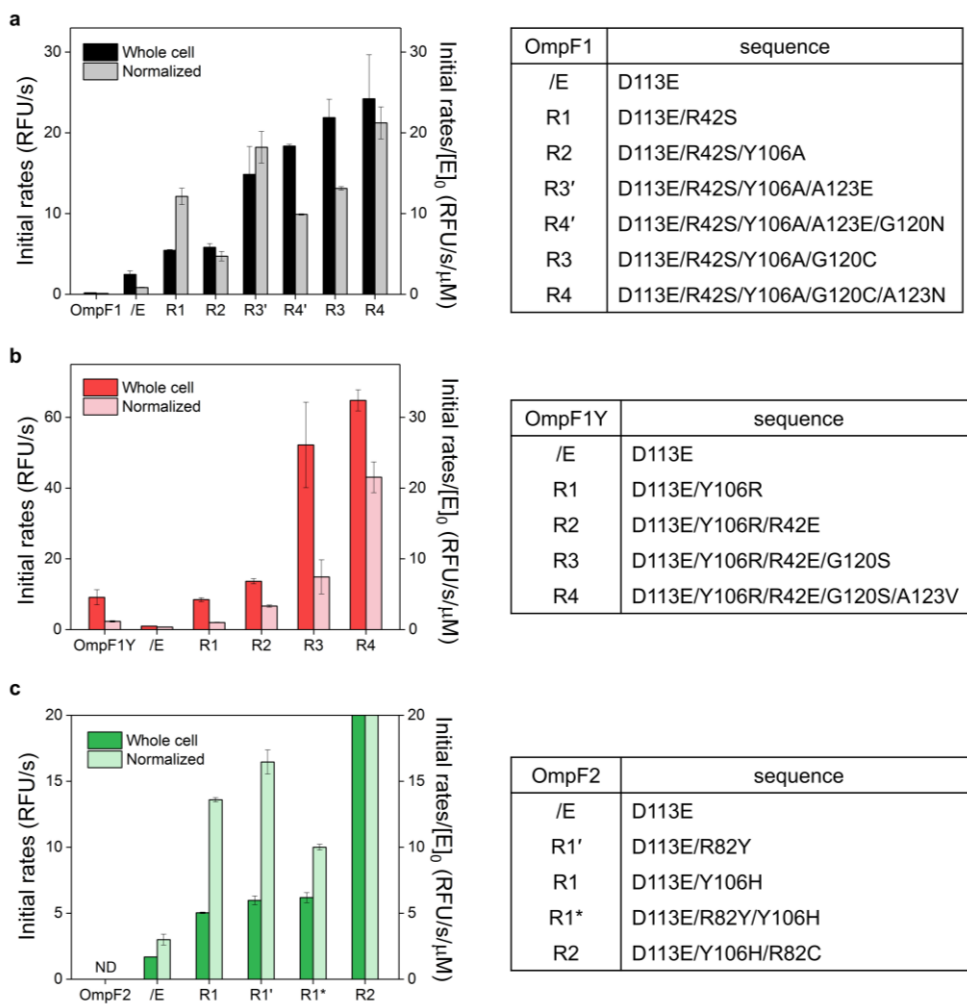 a
Initial rates (RFU/s)
30
20
10
0
Whole cell
Normalized
30
20
10
0
Initial rates/[E]₀ (RFU/s/μM)
OmpF1 /E R1 R2 R3' R4' R3 R4
OmpF1 sequence
/E D113E
R1 D113E/R42S
R2 D113E/R42S/Y106A
R3′ D113E/R42S/Y106A/A123E
R4′ D113E/R42S/Y106A/A123E/G120N
R3 D113E/R42S/Y106A/G120C
R4 D113E/R42S/Y106A/G120C/A123N
b
Initial rates (RFU/s)
60
40
20
0
Whole cell
Normalized
30
20
10
0
Initial rates/[E]₀ (RFU/s/μM)
OmpF1Y /E R1 R2 R3 R4
OmpF1Y sequence
/E D113E
R1 D113E/Y106R
R2 D113E/Y106R/R42E
R3 D113E/Y106R/R42E/G120S
R4 D113E/Y106R/R42E/G120S/A123V
c
Initial rates (RFU/s)
20
15
10
5
0
Whole cell
Normalized
ND
20
15
10
5
0
Initial rates/[E]₀ (RFU/s/μM)
OmpF2 /E R1 R1' R1* R2
OmpF2 sequence
/E D113E
R1′ D113E/R82Y
R1 D113E/Y106H
R1* D113E/R82Y/Y106H
R2 D113E/Y106H/R82C